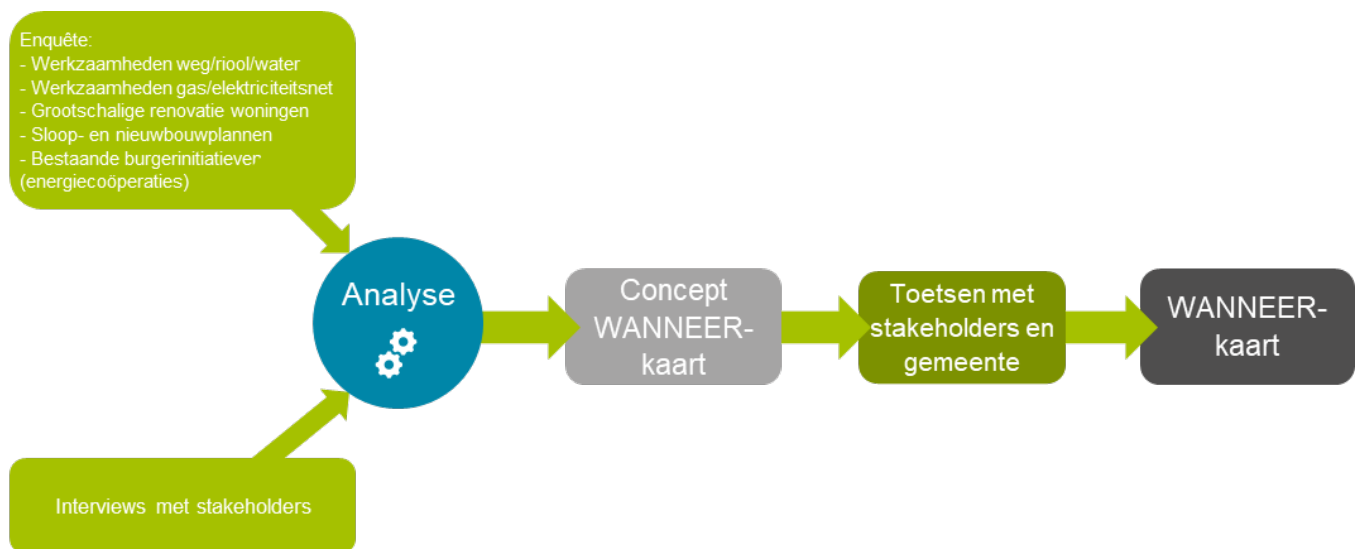 Enquête:
- Werkzaamheden weg/riool/water
- Werkzaamheden gas/elektriciteitsnet
- Grootschalige renovatie woningen
- Sloop- en nieuwbouwplannen
- Bestaande burgerinitiatieven
(energiecoöperaties)
Analyse
Concept
WANNEER-
kaart
Toetsen met
stakeholders en
gemeente
WANNEER-
kaart
Interviews met stakeholders